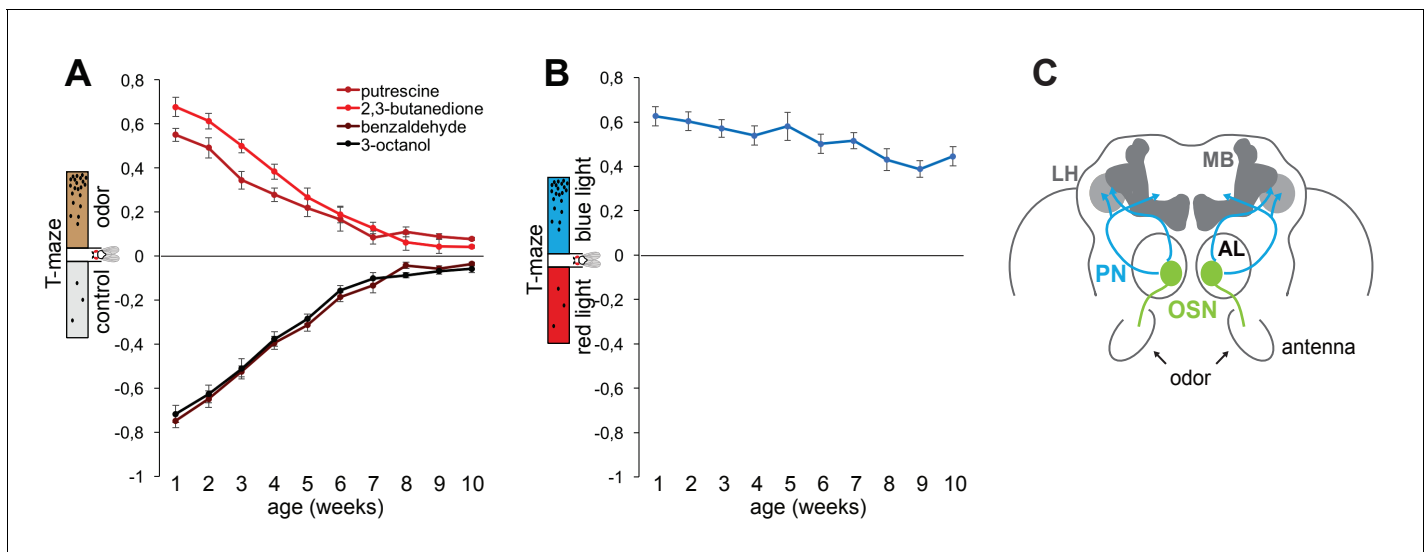 A
T-maze
odor
control
0,8
0,6
0,4
0,2
0
-0,2
-0,4
-0,6
-0,8
-1
putrescine
2,3-butanedione
benzaldehyde
3-octanol
1 2 3 4 5 6 7 8 9 10
age (weeks)
B
T-maze
blue light
red light
0,8
0,6
0,4
0,2
0
-0,2
-0,4
-0,6
-0,8
-1
1 2 3 4 5 6 7 8 9 10
age (weeks)
C
LH
MB
AL
PN
OSN
antenna
odor